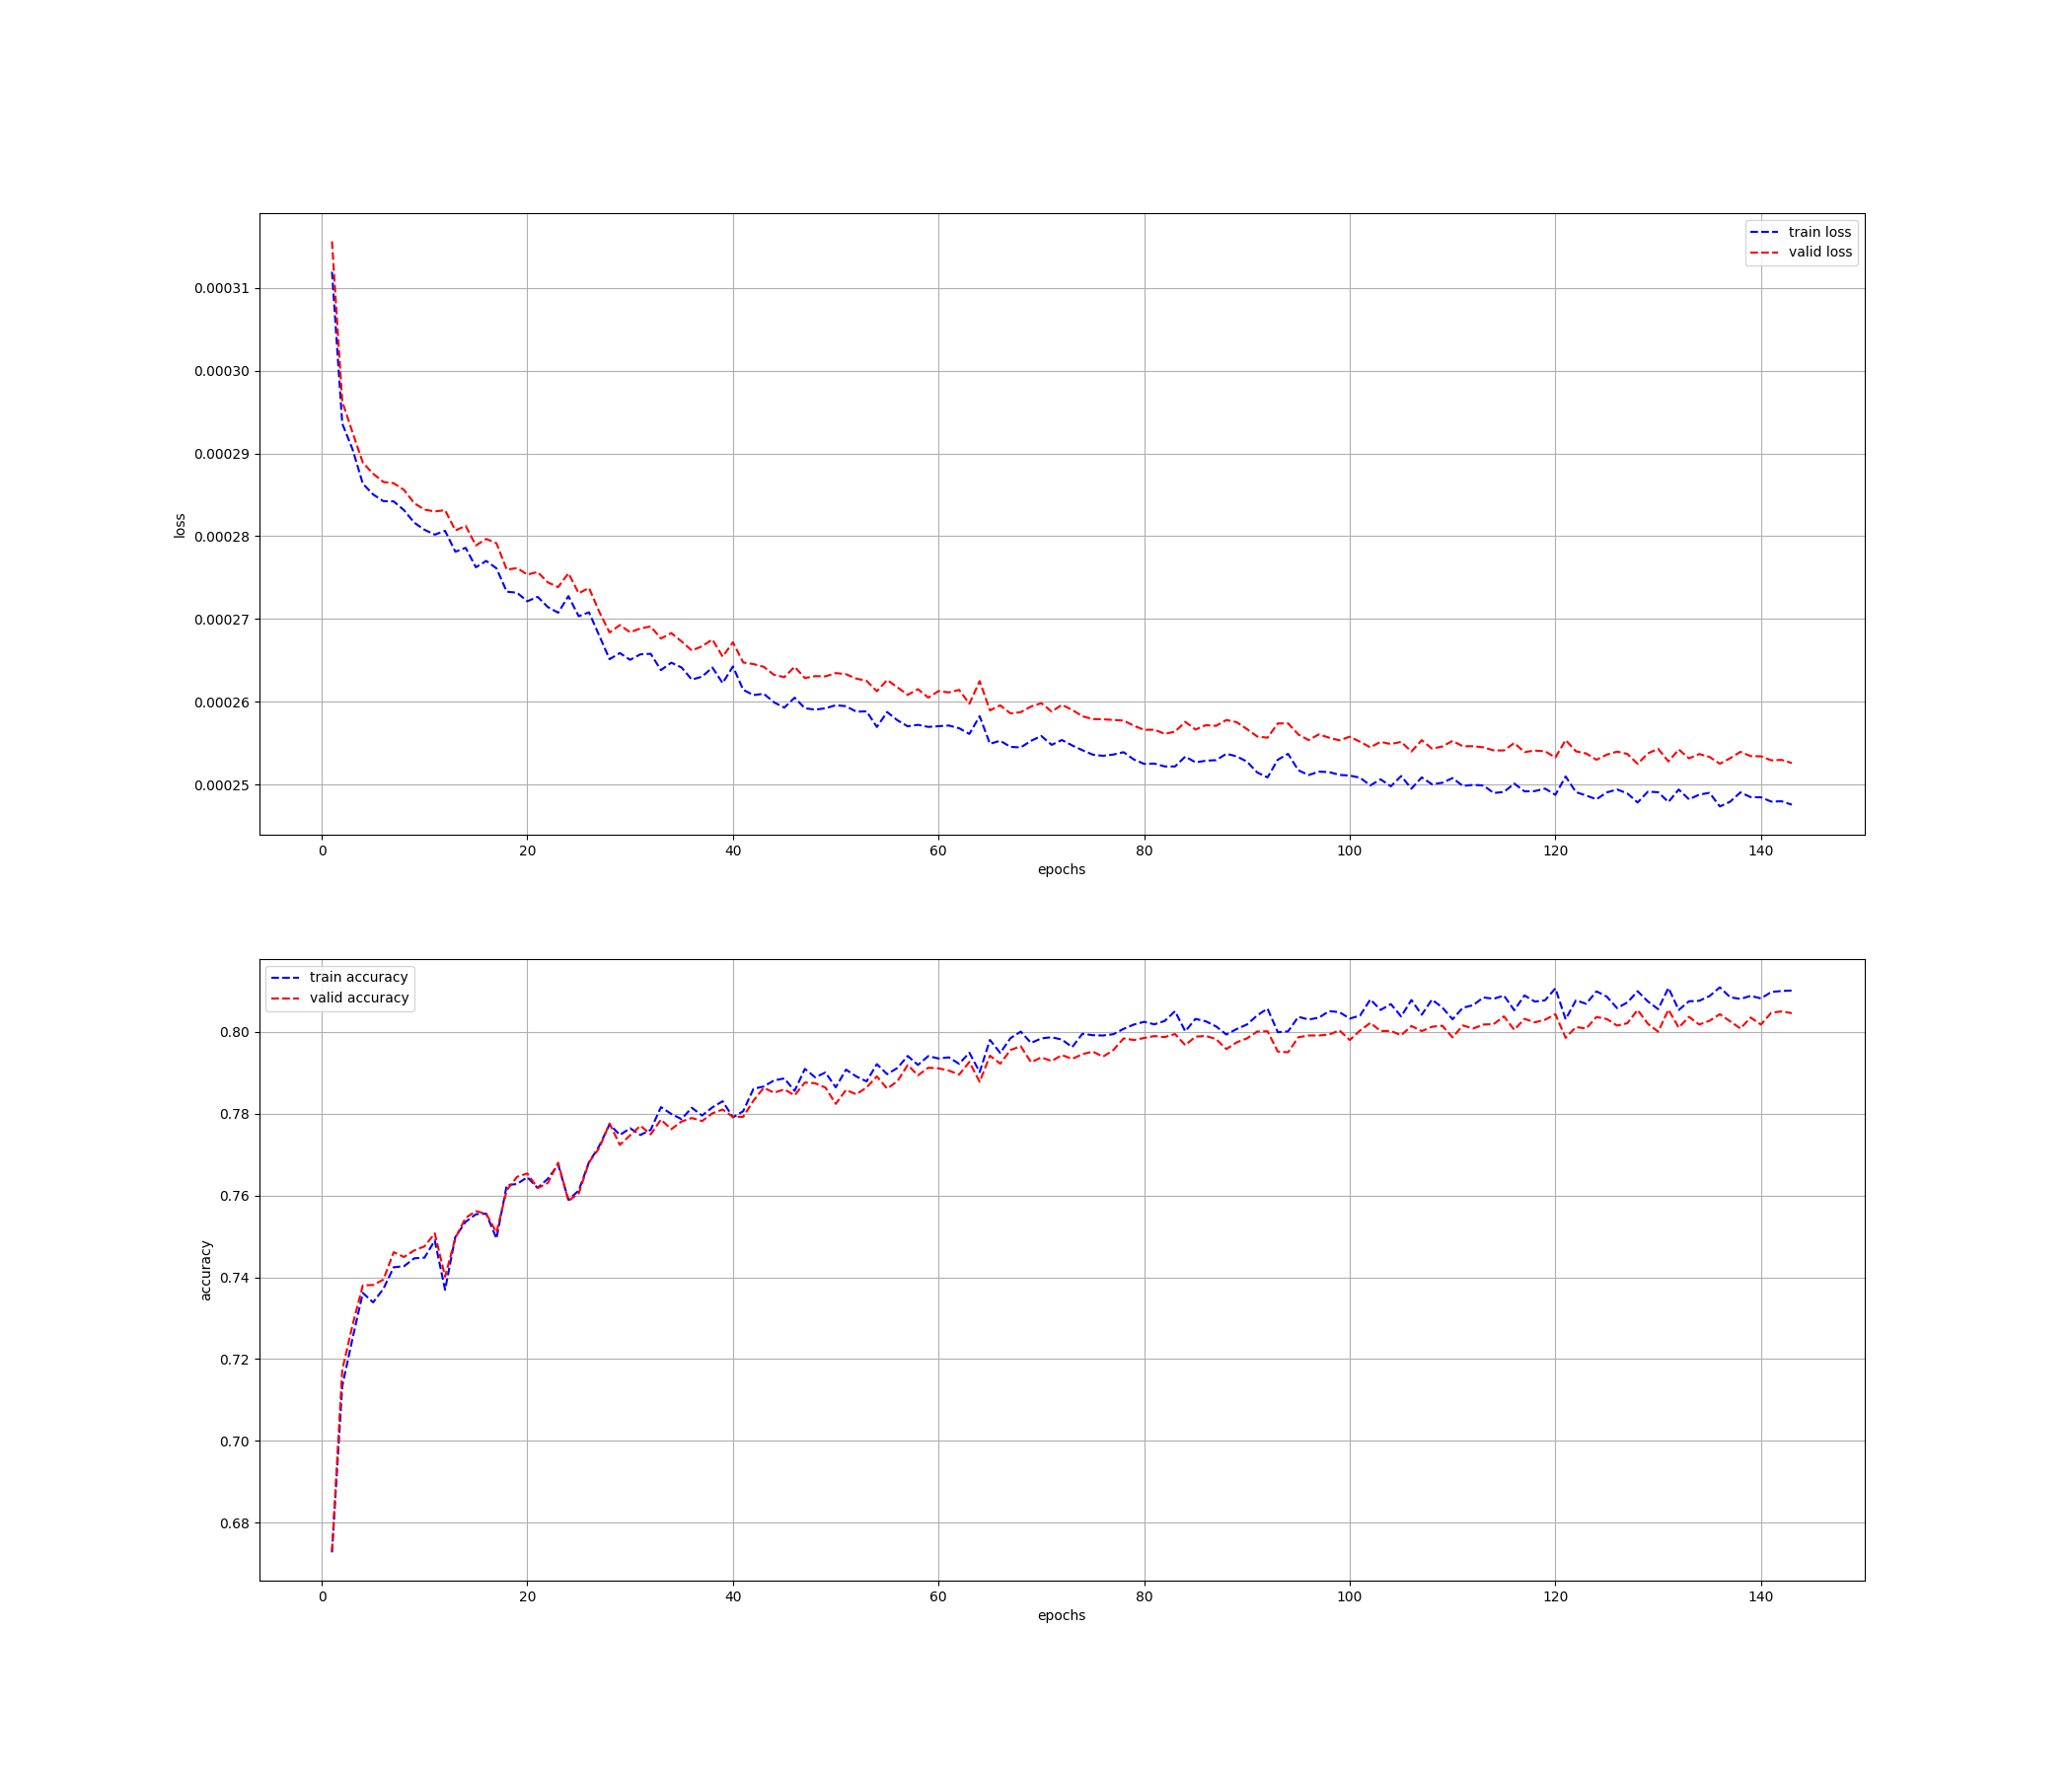 train loss
valid loss
0.00031
0.00030
0.00029
0.00028
0.00027
0.00026
0.00025
loss
0 20 40 60 80 100 120 140
epochs
train accuracy
valid accuracy
0.80
0.78
0.76
0.74
0.72
0.70
0.68
accuracy
0 20 40 60 80 100 120 140
epochs